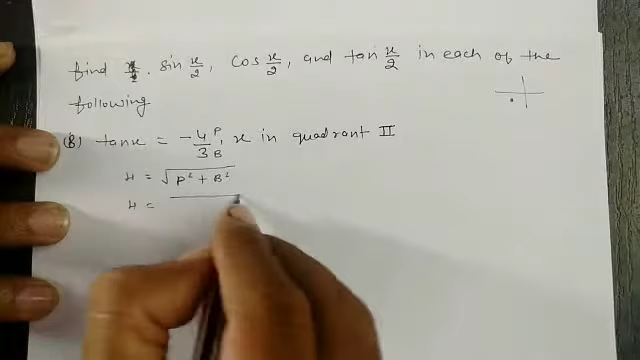 find sin x/2, cos x/2, and tan x/2 in each of the
following
(8) tanx = -4/3 P/B, x in quadrant II
H = √P² + B²
H =